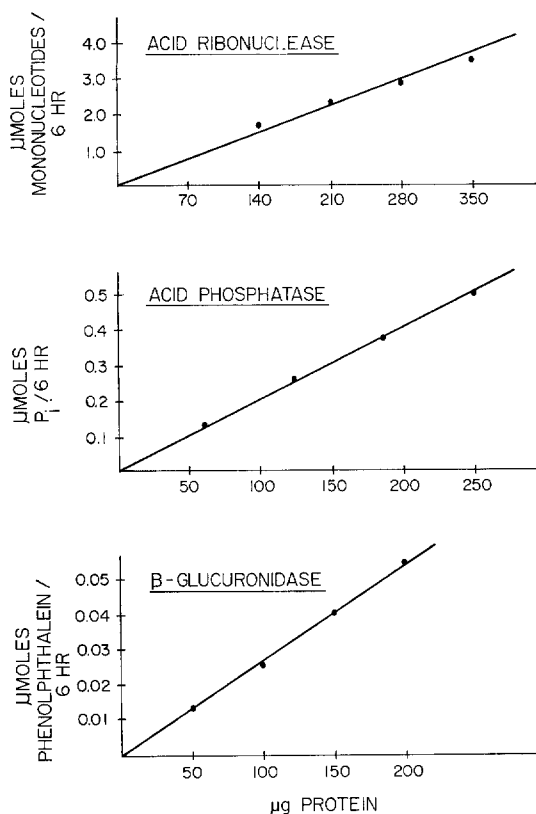 ACID RIBONUCLEASE
μMOLES
MONONUCLEOTIDES /
6 HR
4.0
3.0
2.0
1.0
70 140 210 280 350
ACID PHOSPHATASE
μMOLES
Pi/6 HR
0.5
0.4
0.3
0.2
0.1
50 100 150 200 250
β-GLUCURONIDASE
μMOLES
PHENOLPHTHALEIN /
6 HR
0.05
0.04
0.03
0.02
0.01
50 100 150 200
μg PROTEIN